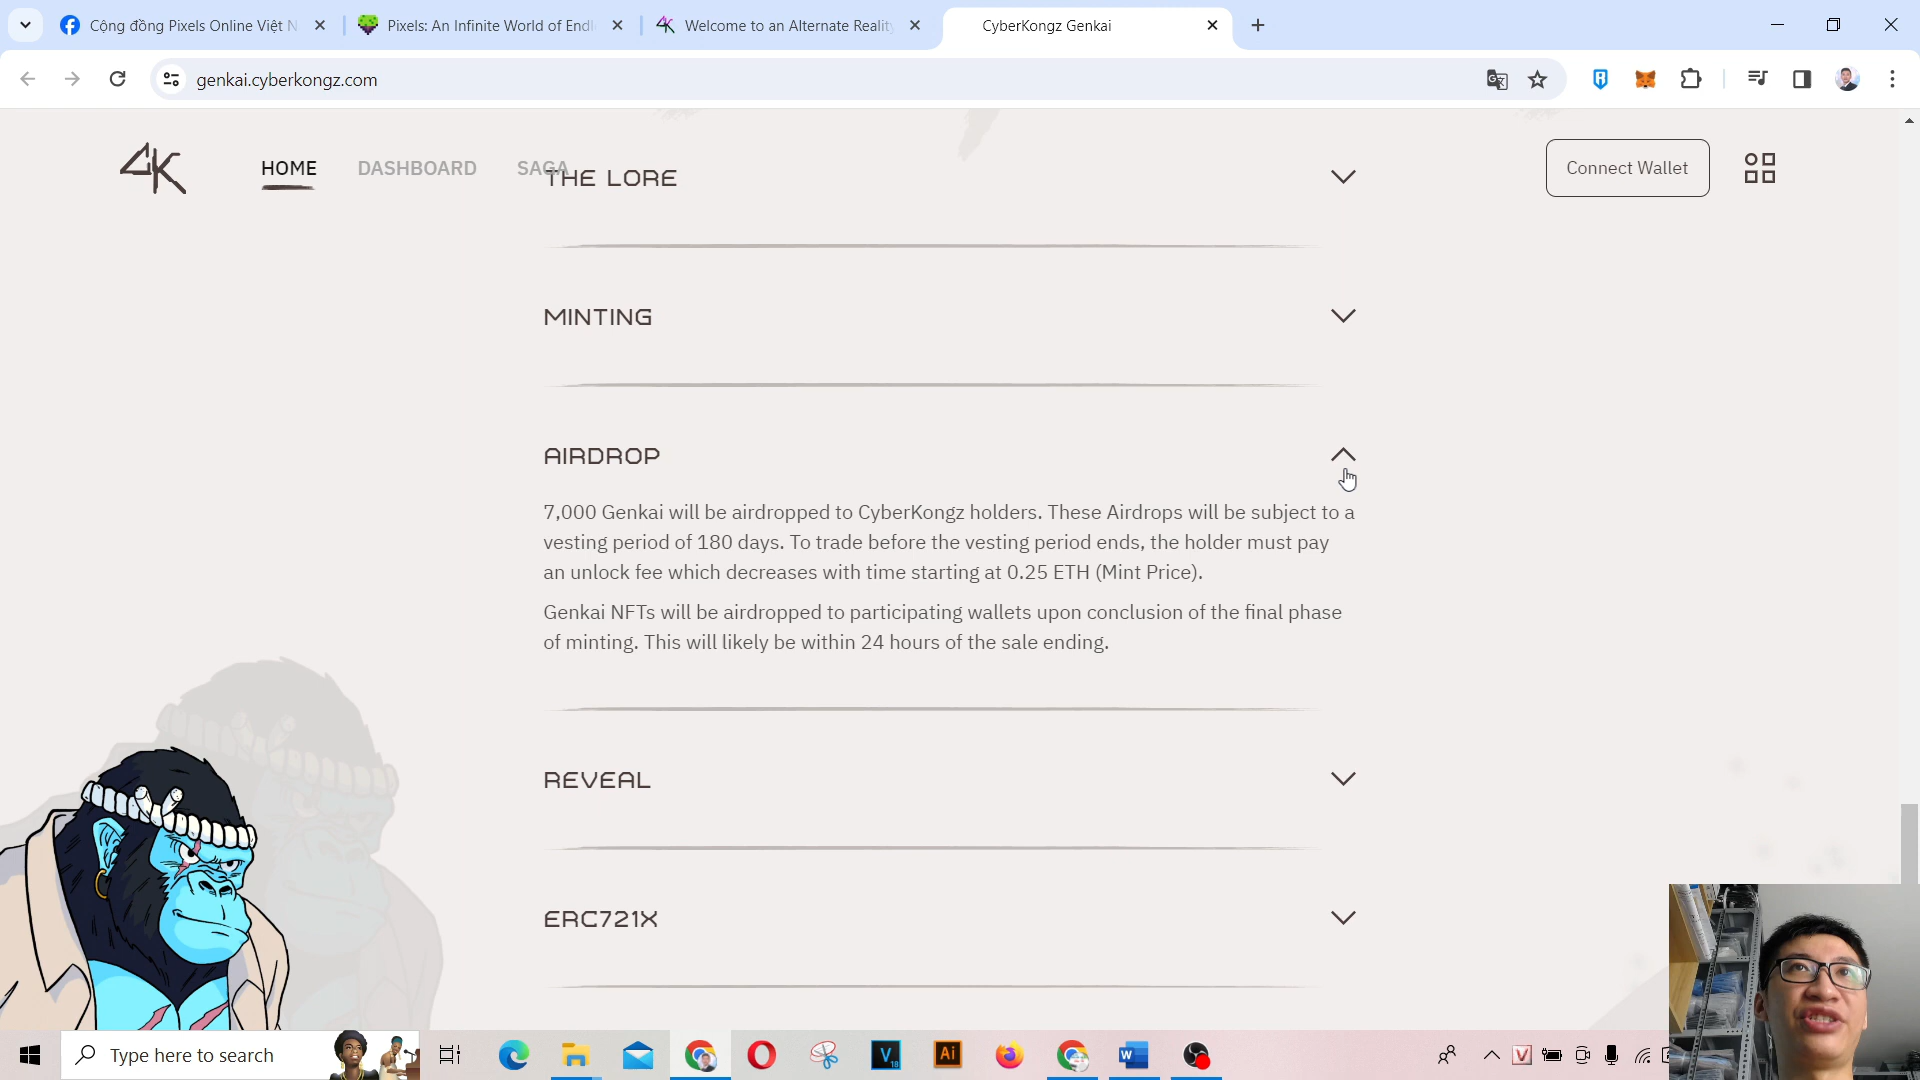 Cộng đồng Pixels Online Việt N
Pixels: An Infinite World of Endl
Welcome to an Alternate Reality
CyberKongz Genkai
genkai.cyberkongz.com
4K
HOME
DASHBOARD
SAGA
Connect Wallet
THE LORE
MINTING
AIRDROP
7,000 Genkai will be airdropped to CyberKongz holders. These Airdrops will be subject to a
vesting period of 180 days. To trade before the vesting period ends, the holder must pay
an unlock fee which decreases with time starting at 0.25 ETH (Mint Price).
Genkai NFTs will be airdropped to participating wallets upon conclusion of the final phase
of minting. This will likely be within 24 hours of the sale ending.
REVEAL
ERC721X
Type here to search